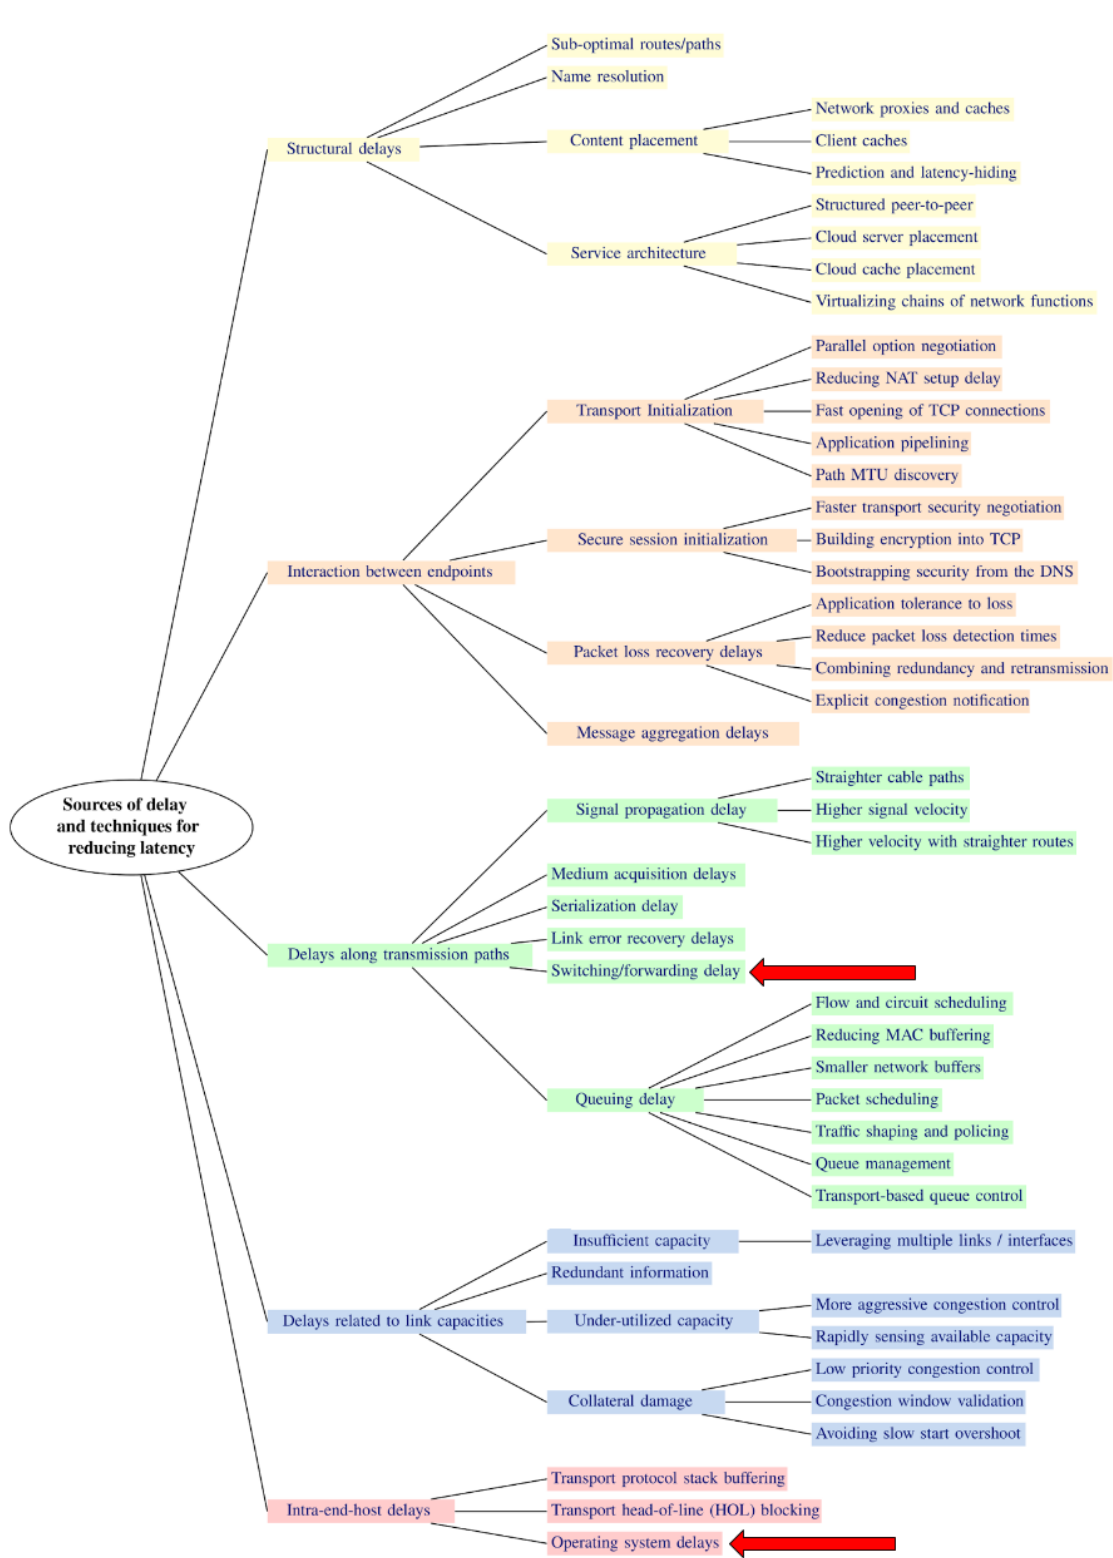 Sub-optimal routes/paths
Name resolution
Network proxies and caches
Structural delays
Content placement
Client caches
Prediction and latency-hiding
Structured peer-to-peer
Service architecture
Cloud server placement
Cloud cache placement
Virtualizing chains of network functions
Parallel option negotiation
Reducing NAT setup delay
Transport Initialization
Fast opening of TCP connections
Application pipelining
Path MTU discovery
Faster transport security negotiation
Secure session initialization
Building encryption into TCP
Interaction between endpoints
Bootstrapping security from the DNS
Application tolerance to loss
Reduce packet loss detection times
Packet loss recovery delays
Combining redundancy and retransmission
Explicit congestion notification
Message aggregation delays
Sources of delay
and techniques for
reducing latency
Straighter cable paths
Signal propagation delay
Higher signal velocity
Higher velocity with straighter routes
Medium acquisition delays
Serialization delay
Link error recovery delays
Delays along transmission paths
Switching/forwarding delay
Flow and circuit scheduling
Reducing MAC buffering
Smaller network buffers
Queuing delay
Packet scheduling
Traffic shaping and policing
Queue management
Transport-based queue control
Insufficient capacity
Leveraging multiple links / interfaces
Redundant information
Delays related to link capacities
Under-utilized capacity
More aggressive congestion control
Rapidly sensing available capacity
Low priority congestion control
Collateral damage
Congestion window validation
Avoiding slow start overshoot
Transport protocol stack buffering
Intra-end-host delays
Transport head-of-line (HOL) blocking
Operating system delays